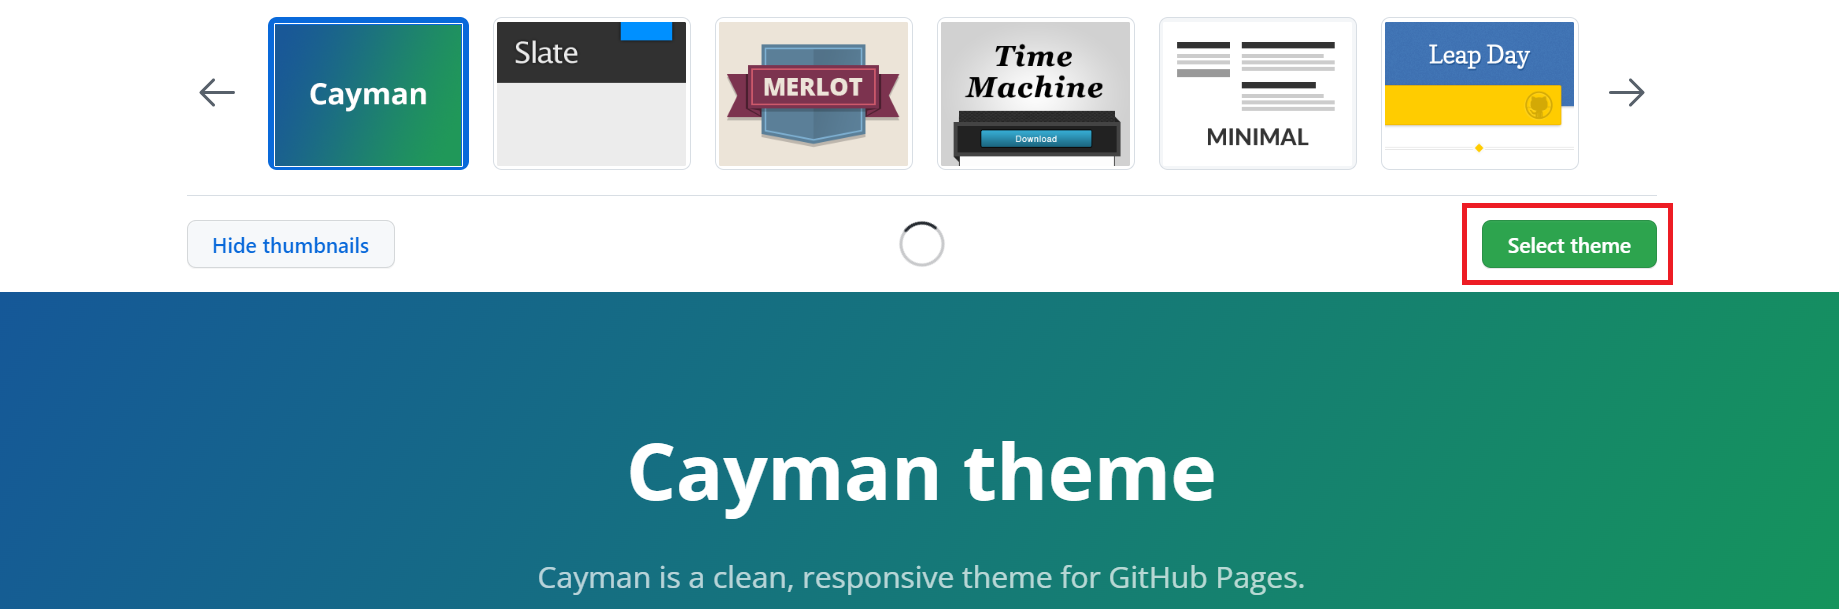 Cayman
Slate
MERLOT
Time
Machine
Download
MINIMAL
Leap Day
Hide thumbnails
Select theme
Cayman theme
Cayman is a clean, responsive theme for GitHub Pages.